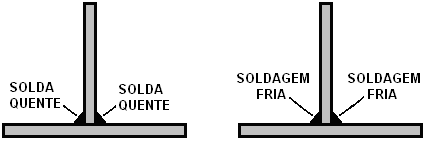 SOLDA
QUENTE
SOLDA
QUENTE
SOLDAGEM
FRIA
SOLDAGEM
FRIA